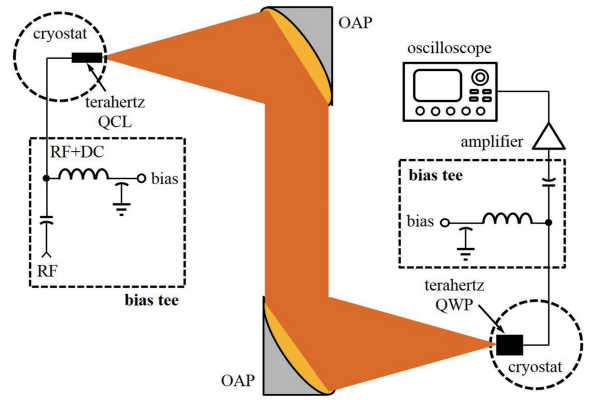 cryostat
OAP
terahertz
QCL
RF+DC
bias
RF
bias tee
oscilloscope
amplifier
bias tee
bias
terahertz
QWP
cryostat
OAP